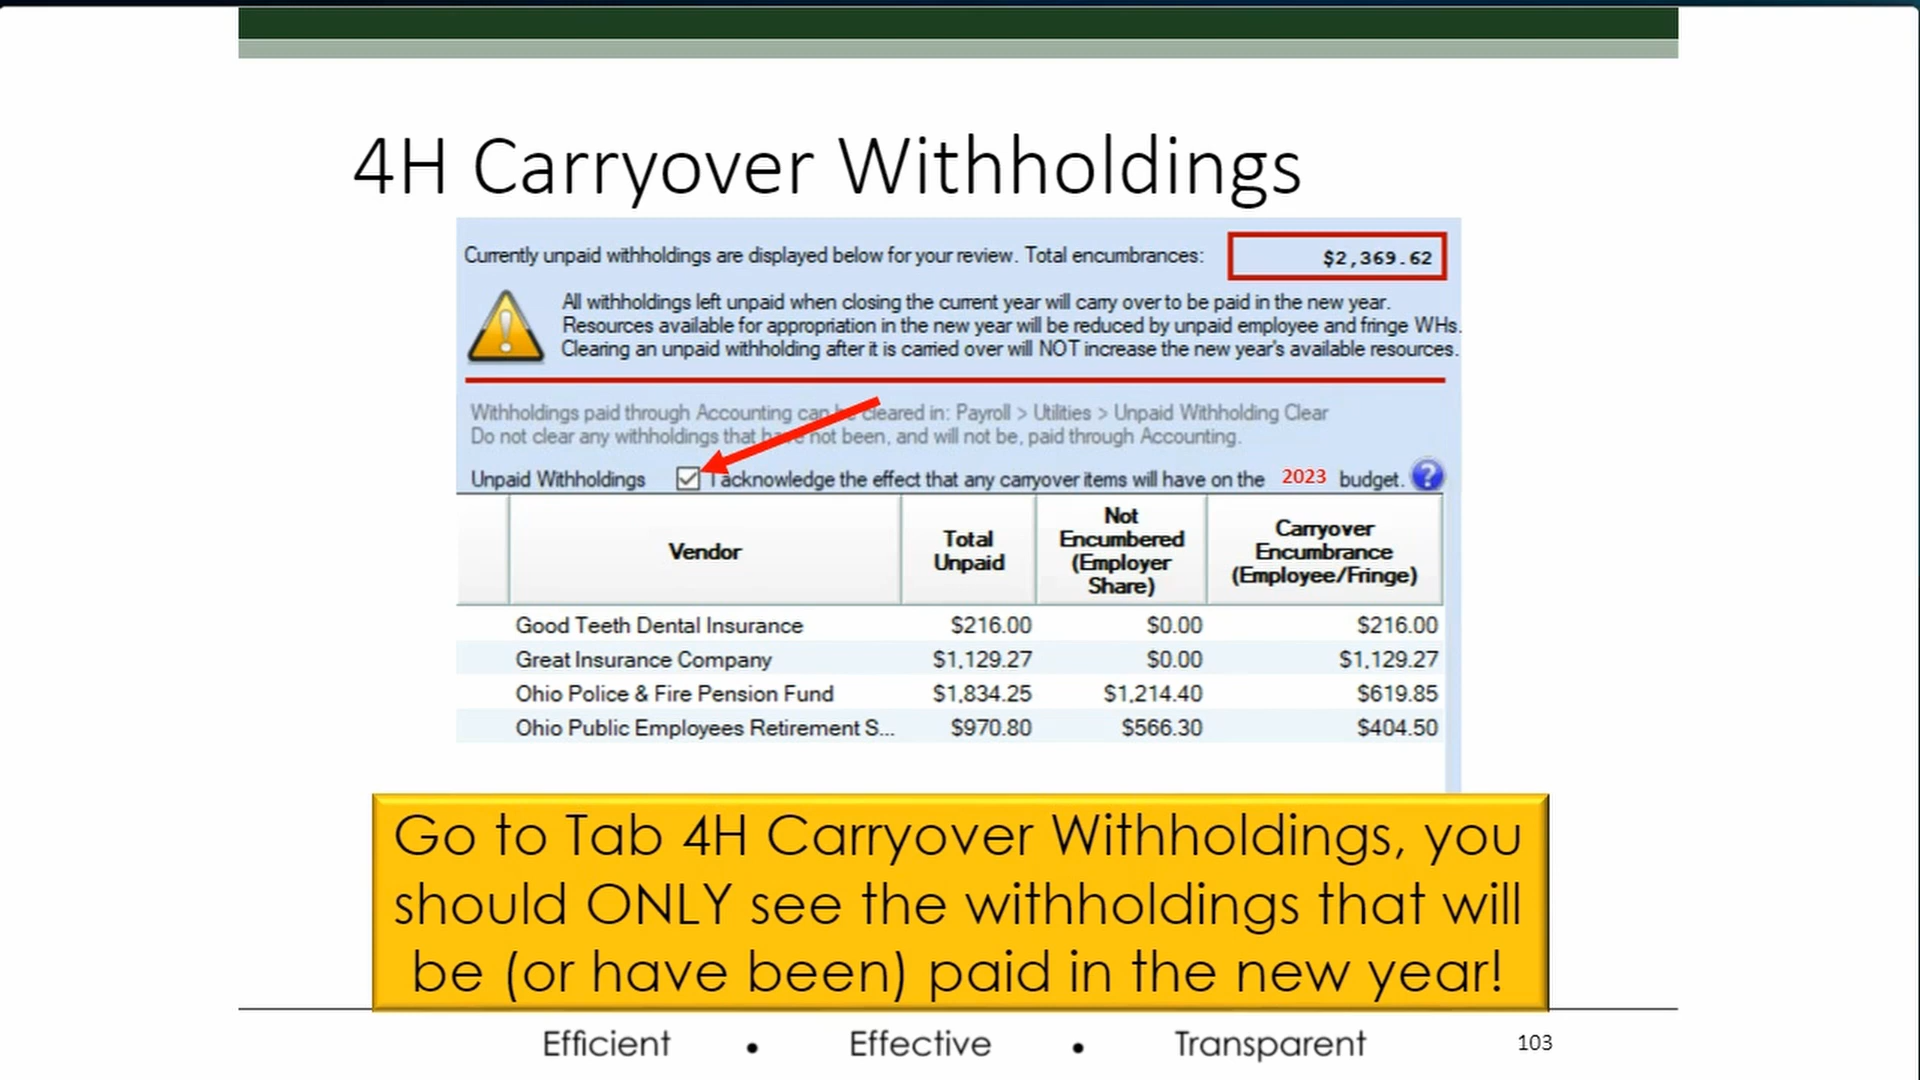 4H Carryover Withholdings
Currently unpaid withholdings are displayed below for your review. Total encumbrances: $2,369.62
All withholdings left unpaid when closing the current year will carry over to be paid in the new year.
Resources available for appropriation in the new year will be reduced by unpaid employee and fringe WHs.
Clearing an unpaid withholding after it is carried over will NOT increase the new year's available resources.
Withholdings paid through Accounting can be cleared in: Payroll > Utilities > Unpaid Withholding Clear
Do not clear any withholdings that have not been, and will not be, paid through Accounting.
Unpaid Withholdings I acknowledge the effect that any carryover items will have on the 2023 budget. ?
Vendor
Total
Unpaid
Not
Encumbered
(Employer
Share)
Carryover
Encumbrance
(Employee/Fringe)
Good Teeth Dental Insurance $216.00 $0.00 $216.00
Great Insurance Company $1,129.27 $0.00 $1,129.27
Ohio Police & Fire Pension Fund $1,834.25 $1,214.40 $619.85
Ohio Public Employees Retirement S... $970.80 $566.30 $404.50
Go to Tab 4H Carryover Withholdings, you
should ONLY see the withholdings that will
be (or have been) paid in the new year!
Efficient • Effective • Transparent 103